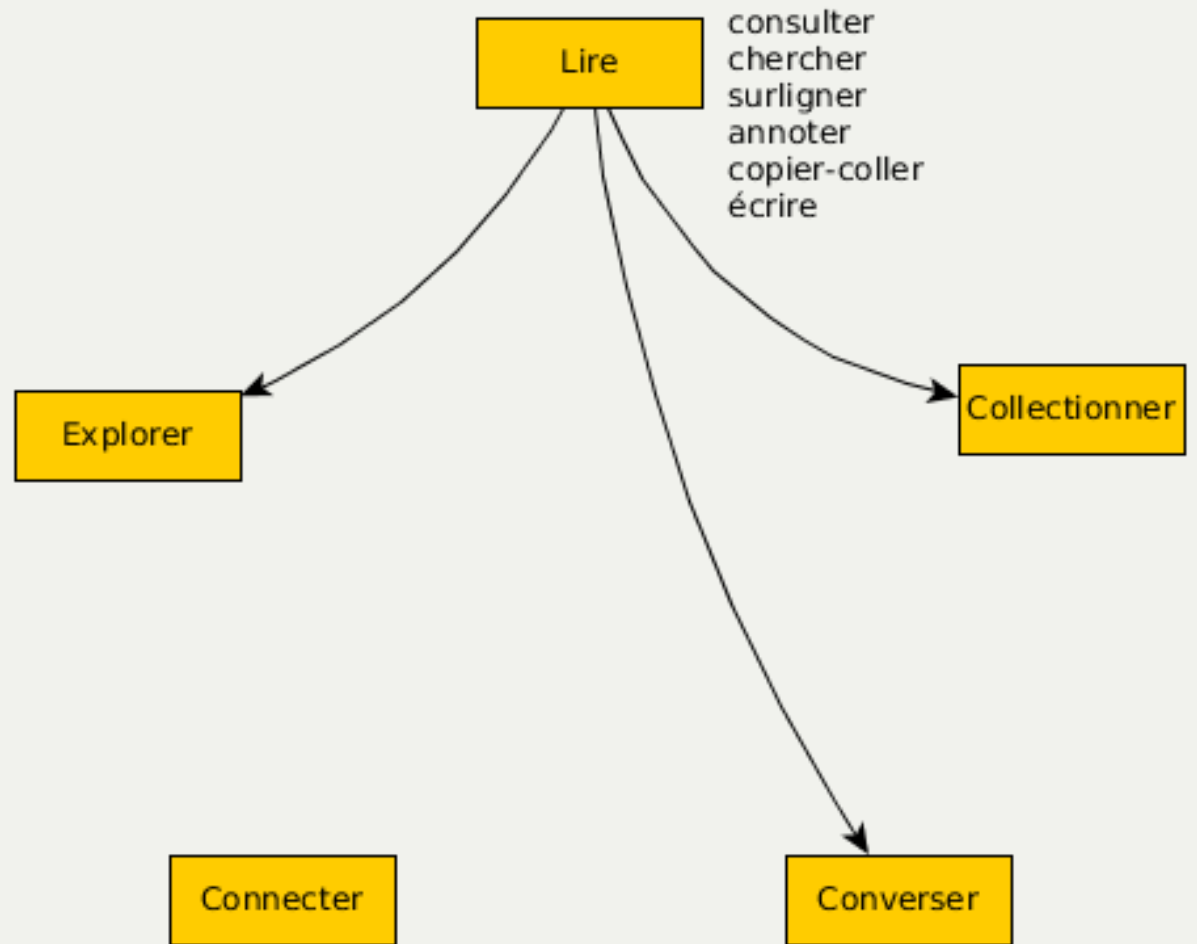 Lire
consulter
chercher
surligner
annoter
copier-coller
écrire
Explorer
Collectionner
Connecter
Converser